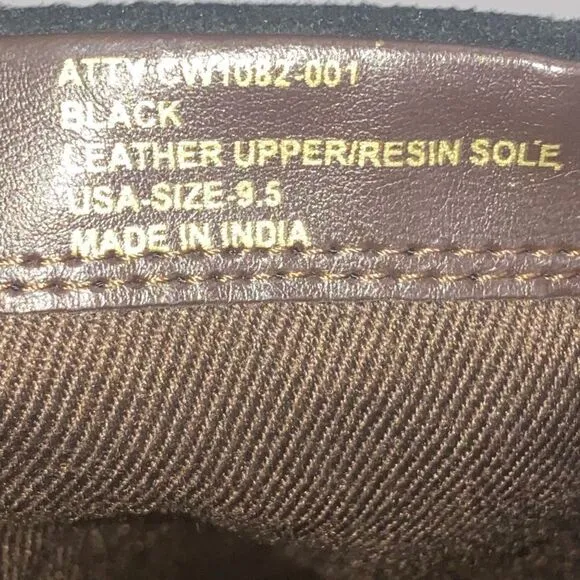 ATTY CW1082-001
BLACK
LEATHER UPPER/RESIN SOLE
USA-SIZE-9.5
MADE IN INDIA